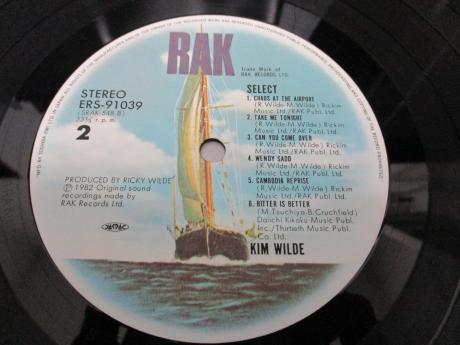 RAK
Trade Mark of
RAK RECORDS LTD.
STEREO
ERS-91039
(SRAK-548-B)
33⅓ r.p.m.
2
SELECT
1. CHAOS AT THE AIRPORT
(R.Wilde-M.Wilde) Rickim
Music Ltd./RAK Publ. Ltd.
2. TAKE ME TONIGHT
(R.Wilde-M.Wilde) Rickim
Music Ltd./RAK Publ. Ltd.
3. CAN YOU COME OVER
(R.Wilde-M.Wilde) Rickim
Music Ltd./RAK Publ. Ltd.
4. WENDY SADD
(R.Wilde-M.Wilde) Rickim
Music Ltd./RAK Publ. Ltd.
5. CAMBODIA REPRISE
(R.Wilde-M.Wilde) Rickim
Music Ltd./RAK Publ. Ltd.
6. BITTER IS BETTER
(M.Tsuchiya-B.Cruchfield)
Daiichi Kikaku Music Publ.
Inc./Thirtieth Music Publ.
Co. Ltd.
PRODUCED BY RICKY WILDE
Ⓟ 1982 Original sound
recordings made by
RAK Records Ltd.
KIM WILDE